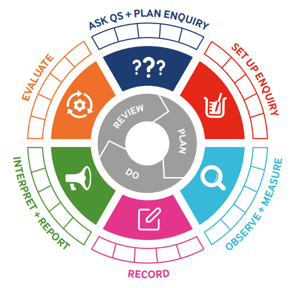 ASK QS + PLAN ENQUIRY
SET UP ENQUIRY
OBSERVE + MEASURE
RECORD
INTERPRET + REPORT
EVALUATE
???
REVIEW
PLAN
DO